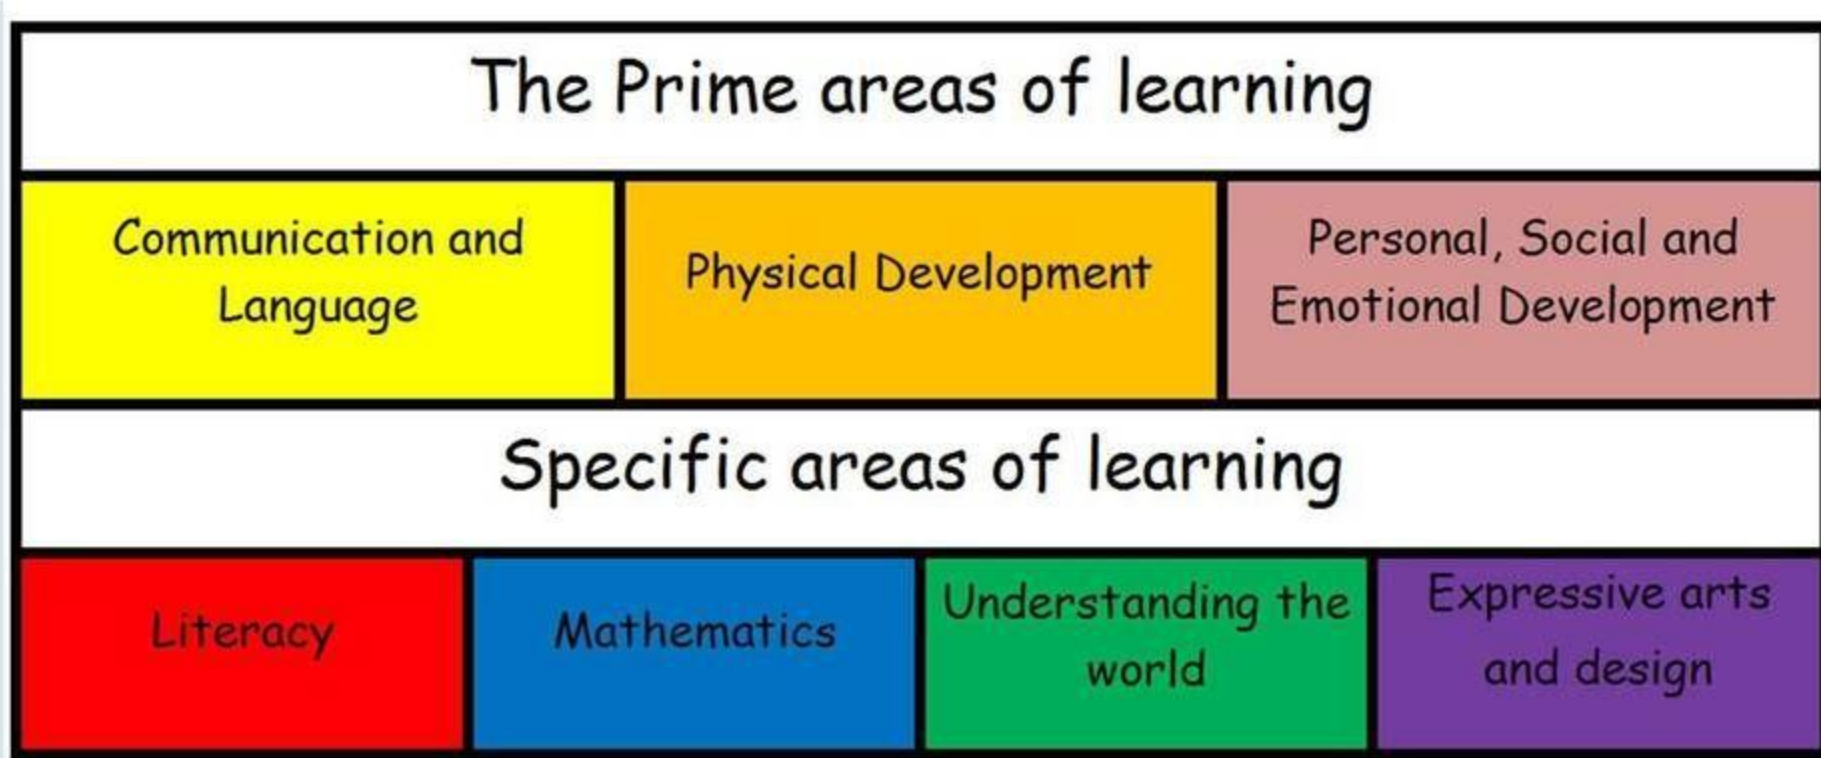 The Prime areas of learning
Communication and
Language
Physical Development
Personal, Social and
Emotional Development
Specific areas of learning
Literacy
Mathematics
Understanding the
world
Expressive arts
and design